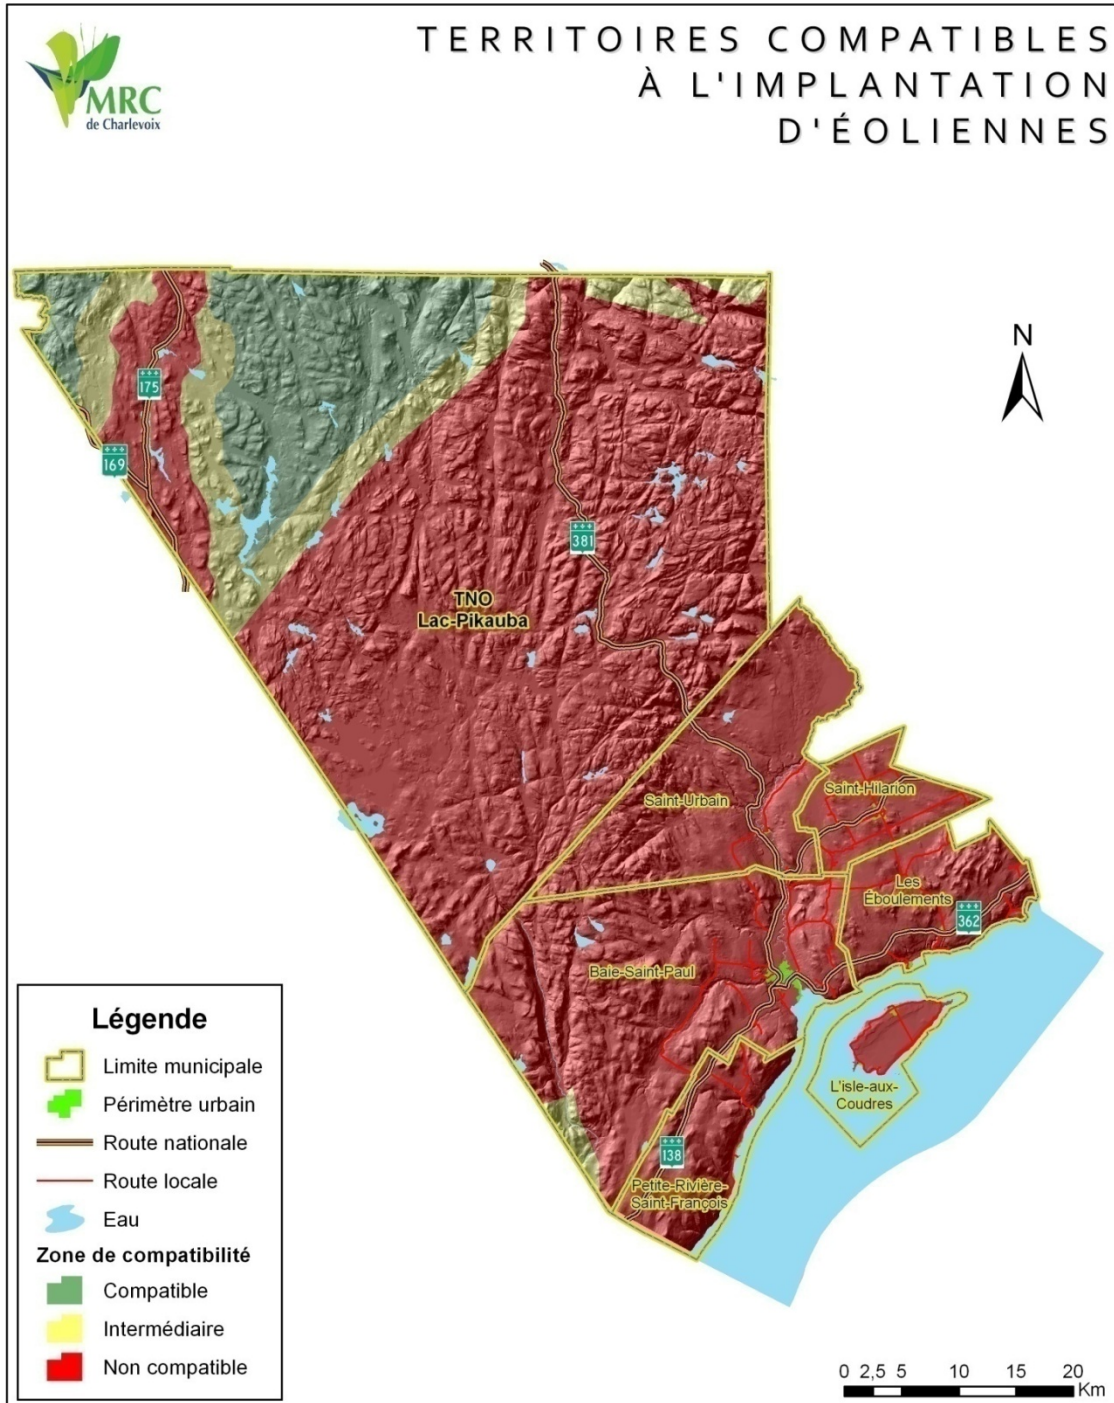 TERRITOIRES COMPATIBLES
À L'IMPLANTATION
D'ÉOLIENNES
MRC
de Charlevoix
N
175
169
381
TNO
Lac-Pikauba
Saint-Urbain
Saint-Hilarion
Les
Éboulements
362
Baie-Saint-Paul
L'isle-aux-
Coudres
138
Petite-Rivière-
Saint-François
Légende
Limite municipale
Périmètre urbain
Route nationale
Route locale
Eau
Zone de compatibilité
Compatible
Intermédiaire
Non compatible
0 2,5 5 10 15 20
Km